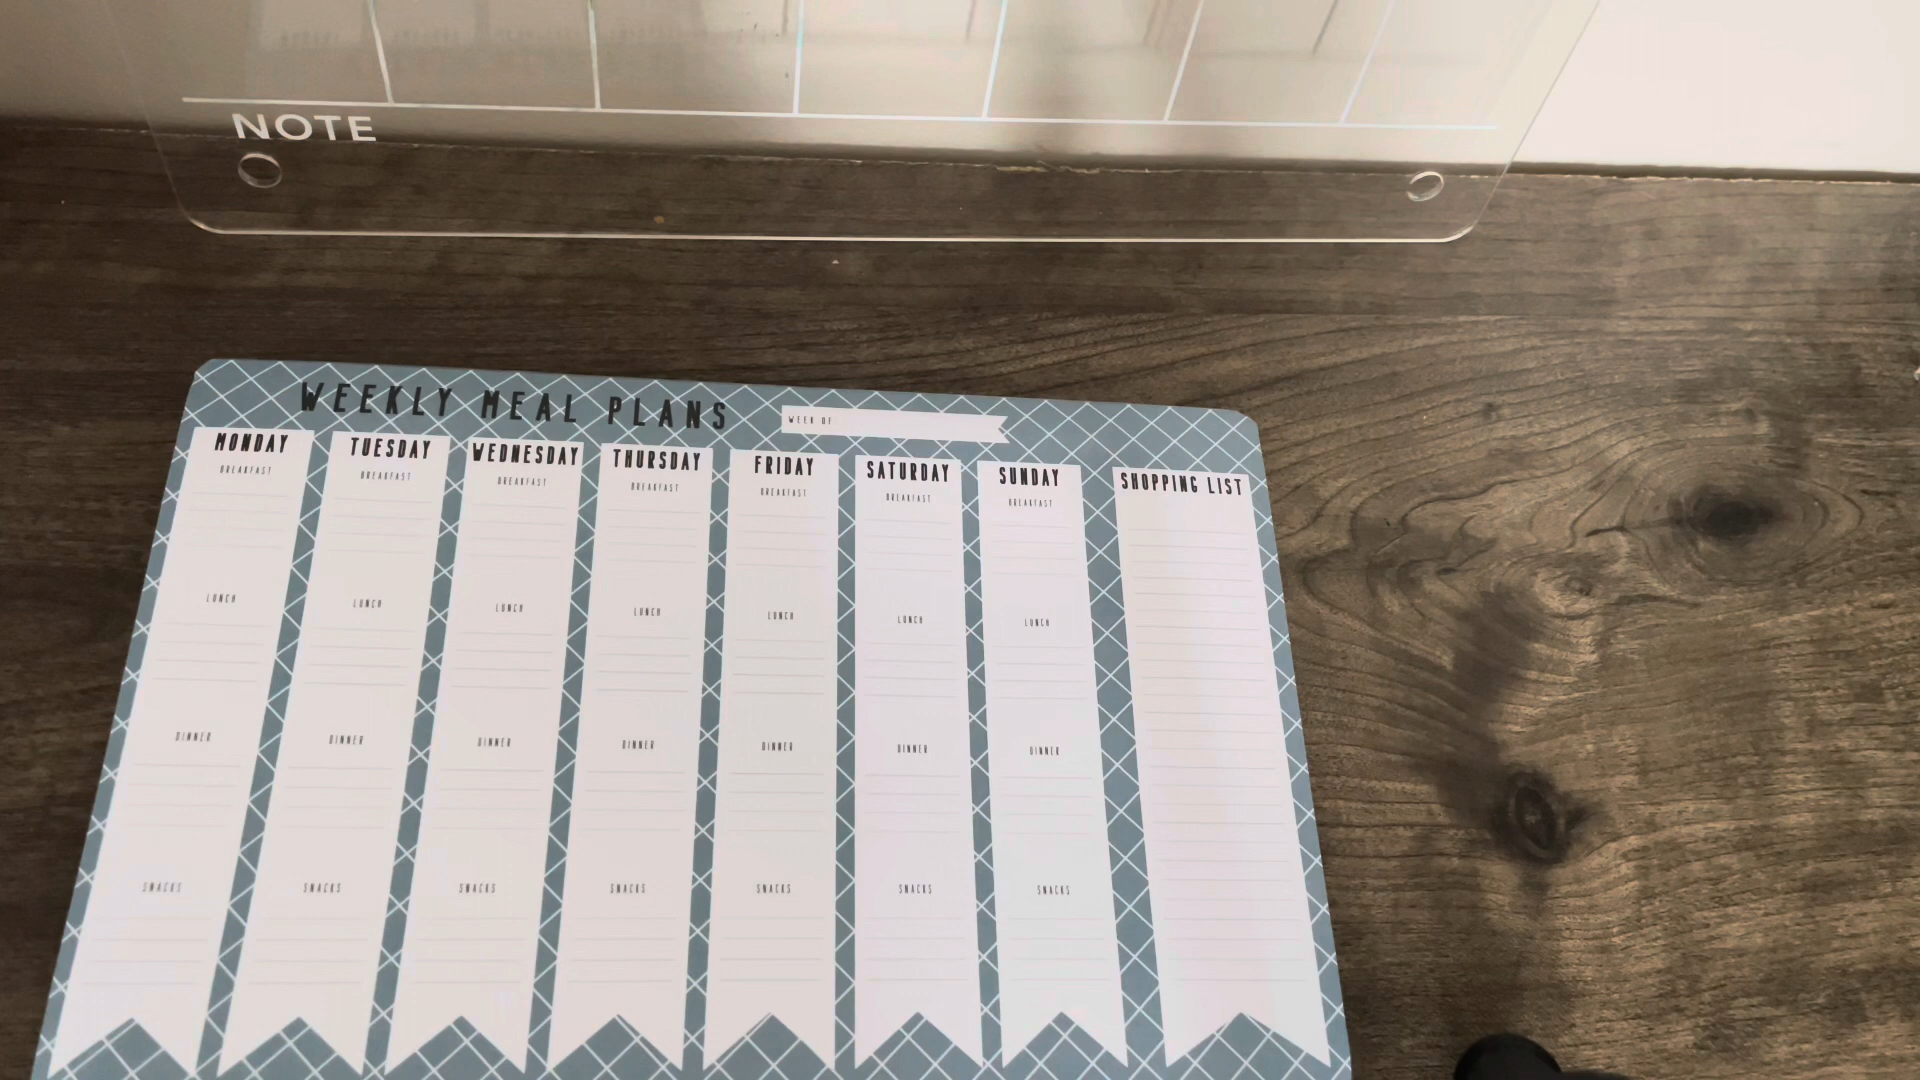 NOTE
WEEKLY MEAL PLANS
WEEK OF
MONDAY TUESDAY WEDNESDAY THURSDAY FRIDAY SATURDAY SUNDAY SHOPPING LIST
BREAKFAST BREAKFAST BREAKFAST BREAKFAST BREAKFAST BREAKFAST BREAKFAST
LUNCH LUNCH LUNCH LUNCH LUNCH LUNCH LUNCH
DINNER DINNER DINNER DINNER DINNER DINNER DINNER
SNACKS SNACKS SNACKS SNACKS SNACKS SNACKS SNACKS